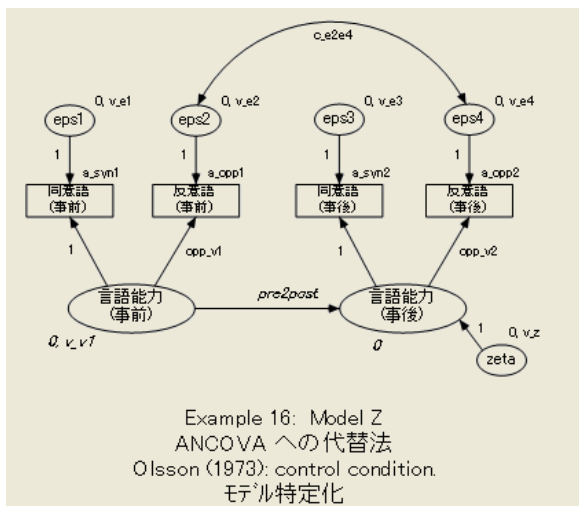 c_e2e4
0, v_e1
0, v_e2
0, v_e3
0, v_e4
eps1
eps2
eps3
eps4
1
1
1
1
a_syn1
a_opp1
a_syn2
a_opp2
同意語
(事前)
反意語
(事前)
同意語
(事後)
反意語
(事後)
1
opp_v1
1
opp_v2
言語能力
(事前)
pre2post
言語能力
(事後)
0, v_v1
0
1
0, v_z
zeta
Example 16: Model Z
ANCOVA への代替法
Olsson (1973): control condition.
モデル特定化